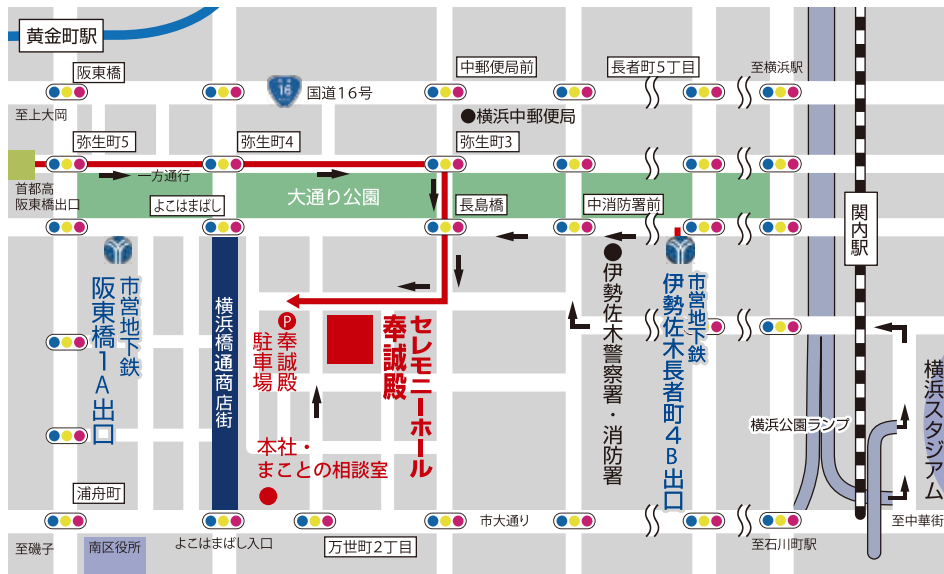 黄金町駅
阪東橋
国道16号
16
中郵便局前
長者町5丁目
至横浜駅
至上大岡
横浜中郵便局
弥生町5
弥生町4
弥生町3
一方通行
首都高
阪東橋出口
大通り公園
よこはまばし
長島橋
中消防署前
関内駅
市営地下鉄
阪東橋1A出口
横浜橋通商店街
P
奉誠殿
駐車場
セレモニーホール
奉誠殿
伊勢佐木警察署・消防署
市営地下鉄
伊勢佐木長者町4B出口
横浜スタジアム
横浜公園ランプ
本社・
まことの相談室
浦舟町
市大通り
至中華街
至磯子
南区役所
よこはまばし入口
万世町2丁目
至石川町駅